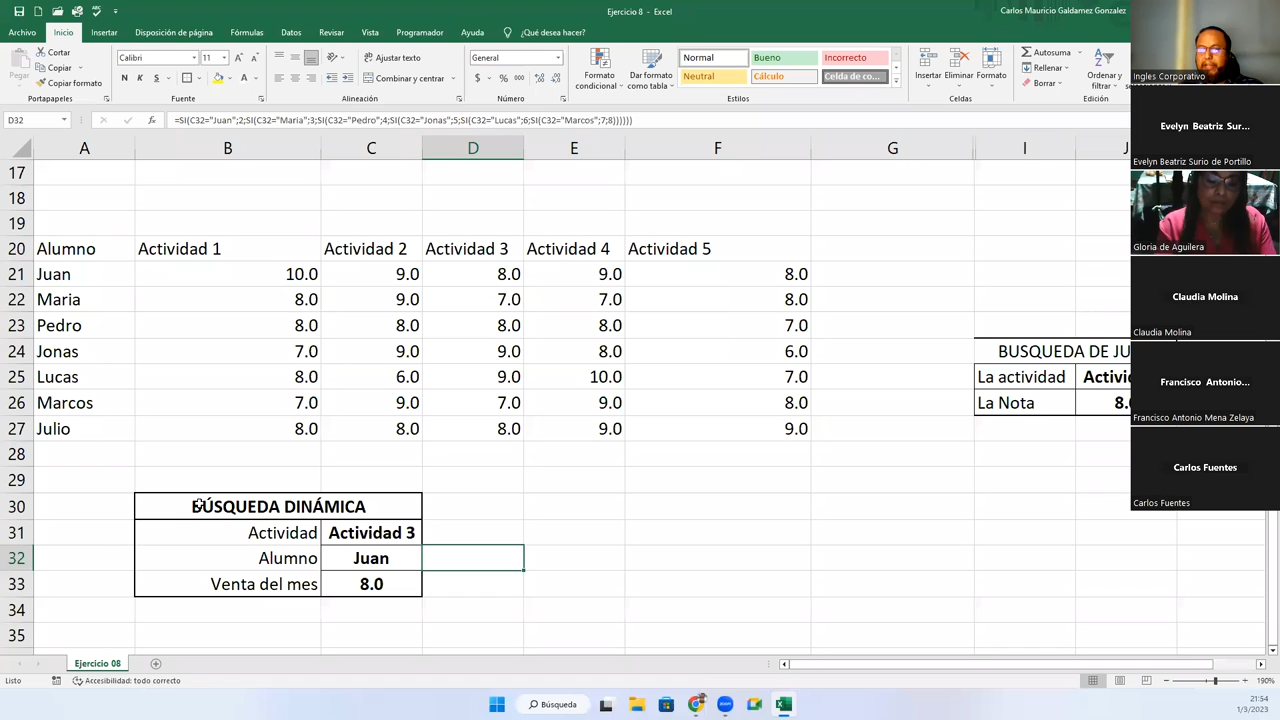 Ejercicio 8 - Excel
Carlos Mauricio Galdamez Gonzalez
Archivo Inicio Insertar Disposición de página Fórmulas Datos Revisar Vista Programador Ayuda ¿Qué desea hacer?
Pegar
Cortar
Copiar
Copiar formato
Portapapeles
Calibri 11
N K S
Fuente
Ajustar texto
Combinar y centrar
Alineación
General
$ % 000
Número
Formato condicional
Dar formato como tabla
Normal Bueno Incorrecto
Neutral Cálculo Celda de co...
Estilos
Insertar Eliminar Formato
Celdas
Autosuma
Rellenar
Borrar
Ordenar y filtrar
Edición
D32 fx =SI(C32="Juan";2;SI(C32="Maria";3;SI(C32="Pedro";4;SI(C32="Jonas";5;SI(C32="Lucas";6;SI(C32="Marcos";7;8))))))
A B C D E F G I J
17
18
19
20 Alumno Actividad 1 Actividad 2 Actividad 3 Actividad 4 Actividad 5
21 Juan 10.0 9.0 8.0 9.0 8.0
22 Maria 8.0 9.0 7.0 7.0 8.0
23 Pedro 8.0 8.0 8.0 8.0 7.0
24 Jonas 7.0 9.0 9.0 8.0 6.0 BUSQUEDA DE JU
25 Lucas 8.0 6.0 9.0 10.0 7.0 La actividad Activi
26 Marcos 7.0 9.0 7.0 9.0 8.0 La Nota 8.
27 Julio 8.0 8.0 8.0 9.0 9.0
28
29
30 BÚSQUEDA DINÁMICA
31 Actividad Actividad 3
32 Alumno Juan
33 Venta del mes 8.0
34
35
Ingles Corporativo
Evelyn Beatriz Sur...
Evelyn Beatriz Surio de Portillo
Gloria de Aguilera
Claudia Molina
Claudia Molina
Francisco Antonio...
Francisco Antonio Mena Zelaya
Carlos Fuentes
Carlos Fuentes
Ejercicio 08
Listo Accesibilidad: todo correcto 190%
Búsqueda
21:54
1/3/2023